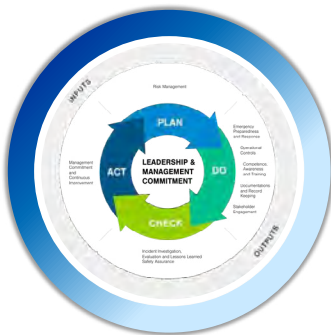 INPUTS
Risk Management
PLAN
Emergency
Preparedness
and Response
Operational
Controls
Competence,
Awareness
and Training
Documentations
and Record
Keeping
Stakeholder
Engagement
DO
LEADERSHIP &
MANAGEMENT
COMMITMENT
ACT
Management
Commitment
and
Continuous
Improvement
CHECK
Incident Investigation,
Evaluation and Lessons Learned
Safety Assurance
OUTPUTS